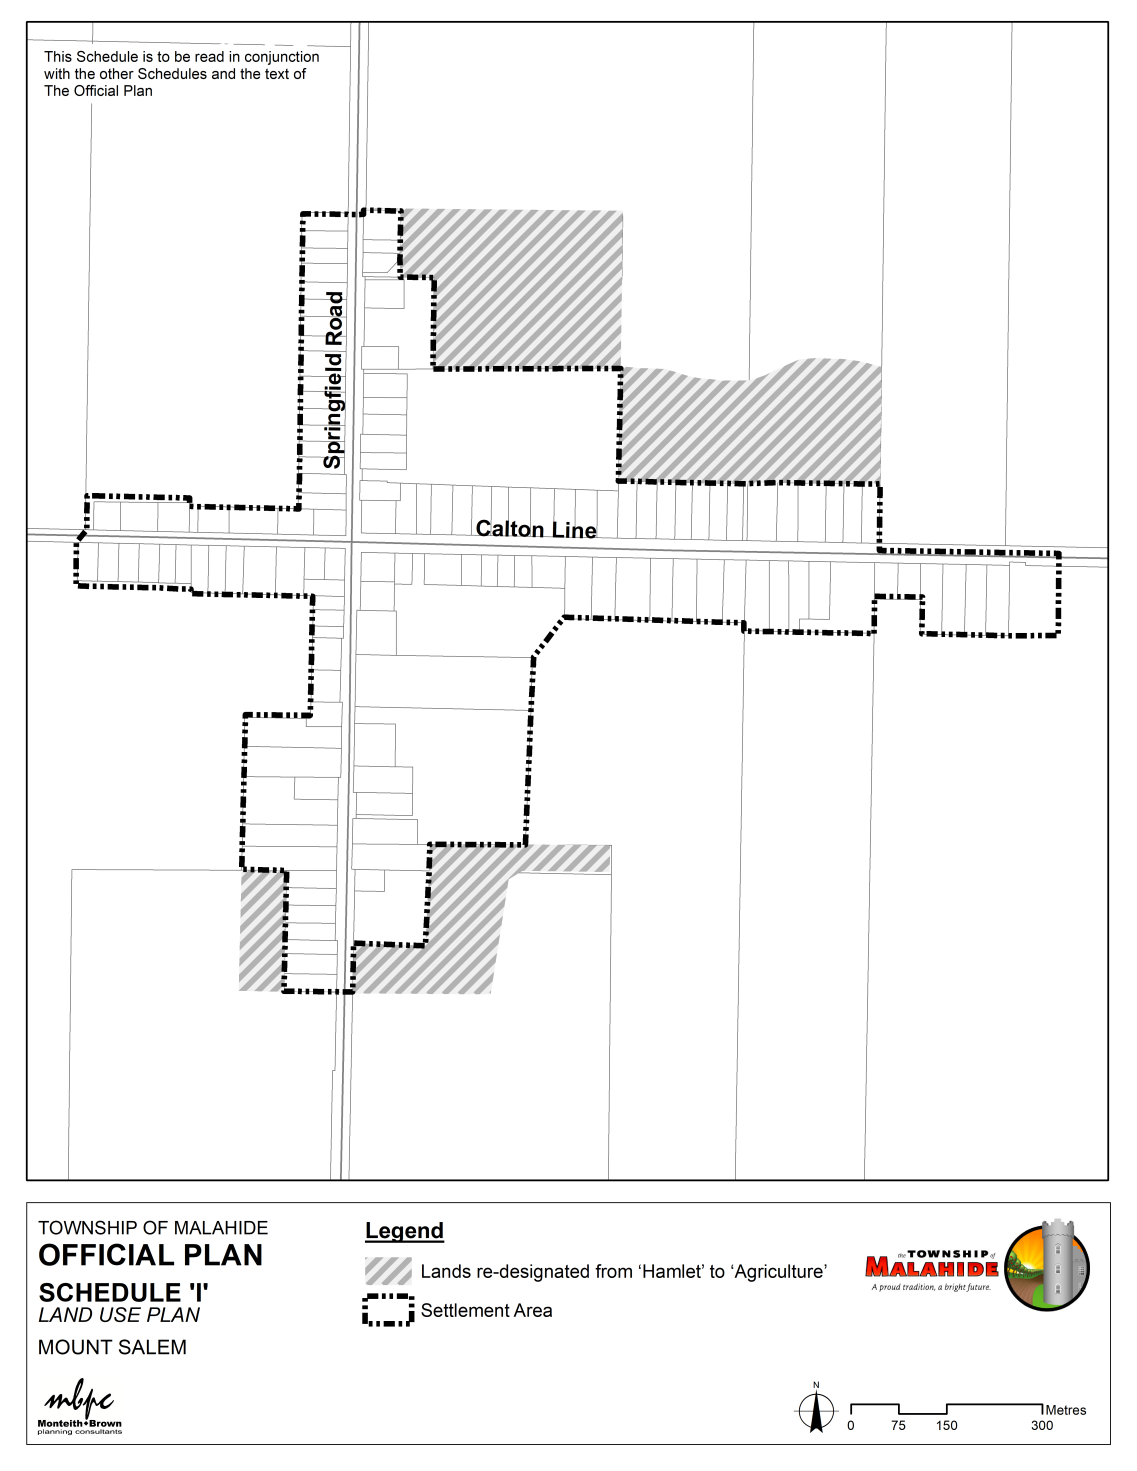 This Schedule is to be read in conjunction
with the other Schedules and the text of
The Official Plan
Springfield Road
Calton Line
TOWNSHIP OF MALAHIDE
OFFICIAL PLAN
SCHEDULE 'I'
LAND USE PLAN
MOUNT SALEM
mbpc
Monteith♦Brown
planning consultants
Legend
Lands re-designated from ‘Hamlet’ to ‘Agriculture’
Settlement Area
the TOWNSHIP of
MALAHIDE
A proud tradition, a bright future.
N
Metres
0 75 150 300